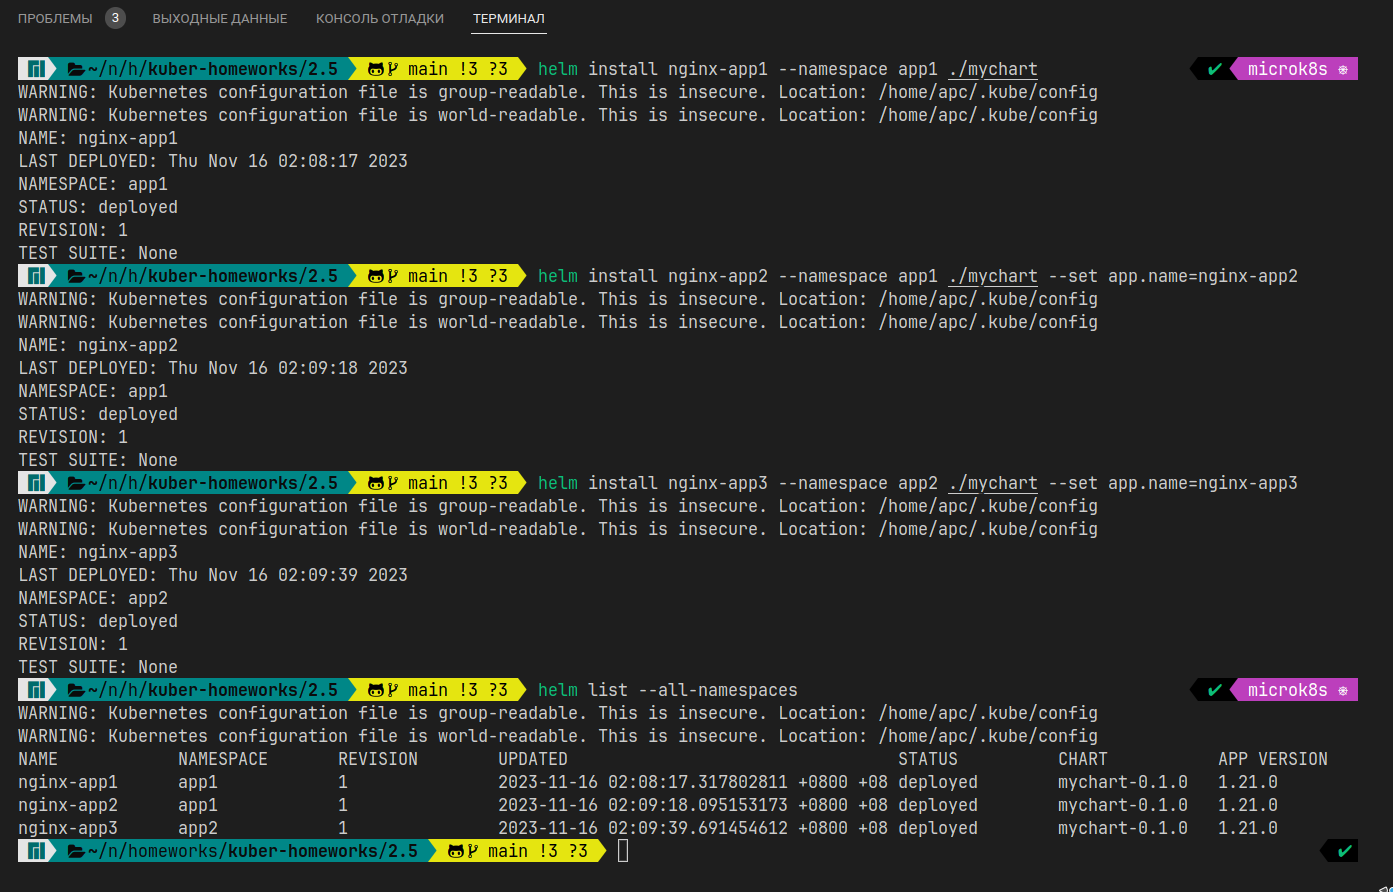 ПРОБЛЕМЫ 3 ВЫХОДНЫЕ ДАННЫЕ КОНСОЛЬ ОТЛАДКИ ТЕРМИНАЛ
~/n/h/kuber-homeworks/2.5 main !3 ?3 helm install nginx-app1 --namespace app1 ./mychart ✔ microk8s ⎈
WARNING: Kubernetes configuration file is group-readable. This is insecure. Location: /home/apc/.kube/config
WARNING: Kubernetes configuration file is world-readable. This is insecure. Location: /home/apc/.kube/config
NAME: nginx-app1
LAST DEPLOYED: Thu Nov 16 02:08:17 2023
NAMESPACE: app1
STATUS: deployed
REVISION: 1
TEST SUITE: None
~/n/h/kuber-homeworks/2.5 main !3 ?3 helm install nginx-app2 --namespace app1 ./mychart --set app.name=nginx-app2
WARNING: Kubernetes configuration file is group-readable. This is insecure. Location: /home/apc/.kube/config
WARNING: Kubernetes configuration file is world-readable. This is insecure. Location: /home/apc/.kube/config
NAME: nginx-app2
LAST DEPLOYED: Thu Nov 16 02:09:18 2023
NAMESPACE: app1
STATUS: deployed
REVISION: 1
TEST SUITE: None
~/n/h/kuber-homeworks/2.5 main !3 ?3 helm install nginx-app3 --namespace app2 ./mychart --set app.name=nginx-app3
WARNING: Kubernetes configuration file is group-readable. This is insecure. Location: /home/apc/.kube/config
WARNING: Kubernetes configuration file is world-readable. This is insecure. Location: /home/apc/.kube/config
NAME: nginx-app3
LAST DEPLOYED: Thu Nov 16 02:09:39 2023
NAMESPACE: app2
STATUS: deployed
REVISION: 1
TEST SUITE: None
~/n/h/kuber-homeworks/2.5 main !3 ?3 helm list --all-namespaces ✔ microk8s ⎈
WARNING: Kubernetes configuration file is group-readable. This is insecure. Location: /home/apc/.kube/config
WARNING: Kubernetes configuration file is world-readable. This is insecure. Location: /home/apc/.kube/config
NAME NAMESPACE REVISION UPDATED STATUS CHART APP VERSION
nginx-app1 app1 1 2023-11-16 02:08:17.317802811 +0800 +08 deployed mychart-0.1.0 1.21.0
nginx-app2 app1 1 2023-11-16 02:09:18.095153173 +0800 +08 deployed mychart-0.1.0 1.21.0
nginx-app3 app2 1 2023-11-16 02:09:39.691454612 +0800 +08 deployed mychart-0.1.0 1.21.0
~/n/homeworks/kuber-homeworks/2.5 main !3 ?3 ✔